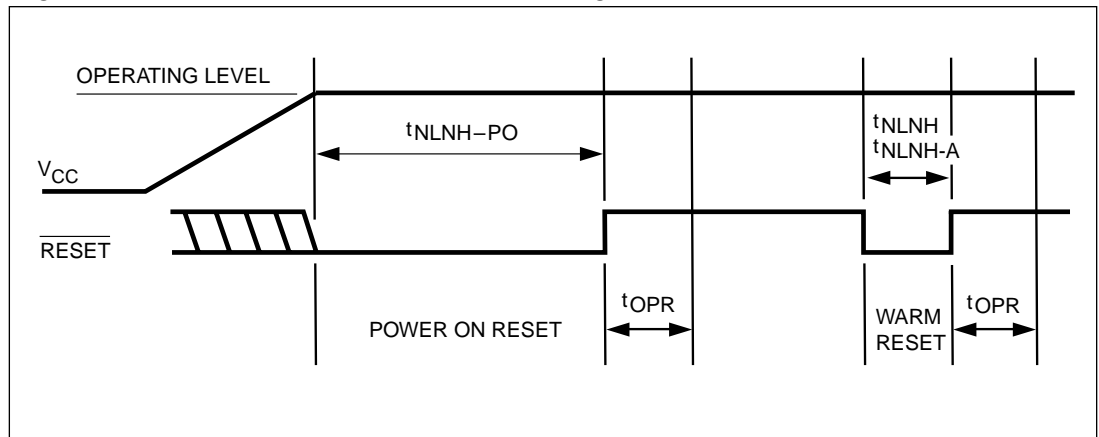 OPERATING LEVEL
tNLNH–PO
tNLNH
tNLNH-A
VCC
RESET
tOPR
tOPR
POWER ON RESET
WARM
RESET